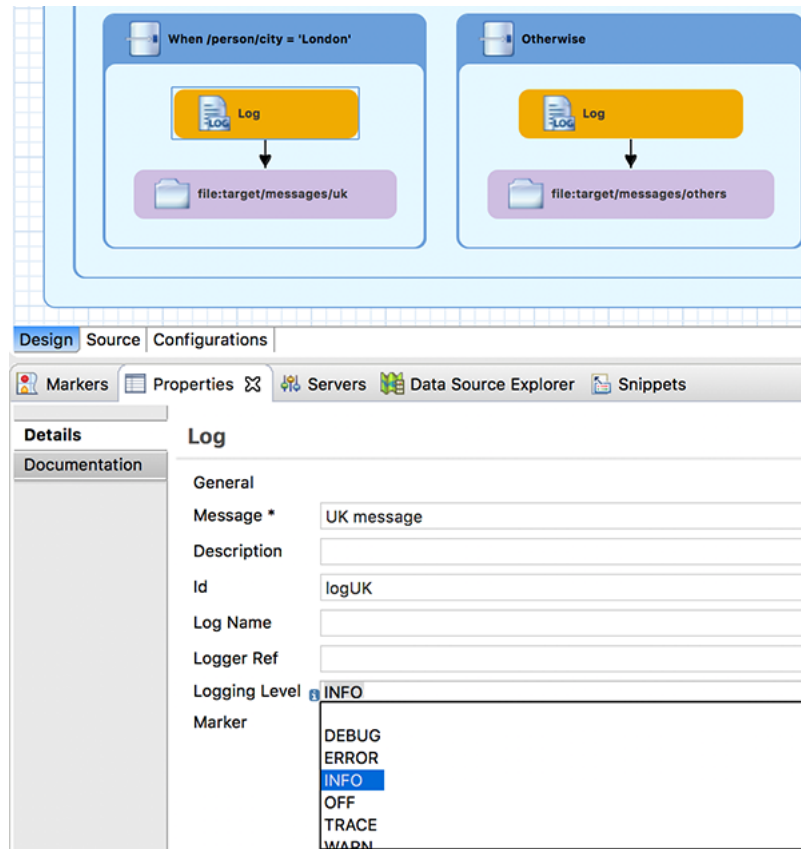 When /person/city = 'London'
Otherwise
LOG Log
LOG Log
file:target/messages/uk
file:target/messages/others
Design Source Configurations
Markers Properties Servers Data Source Explorer Snippets
Details
Log
Documentation
General
Message * UK message
Description
Id logUK
Log Name
Logger Ref
Logging Level INFO
Marker
DEBUG
ERROR
INFO
OFF
TRACE
WARN